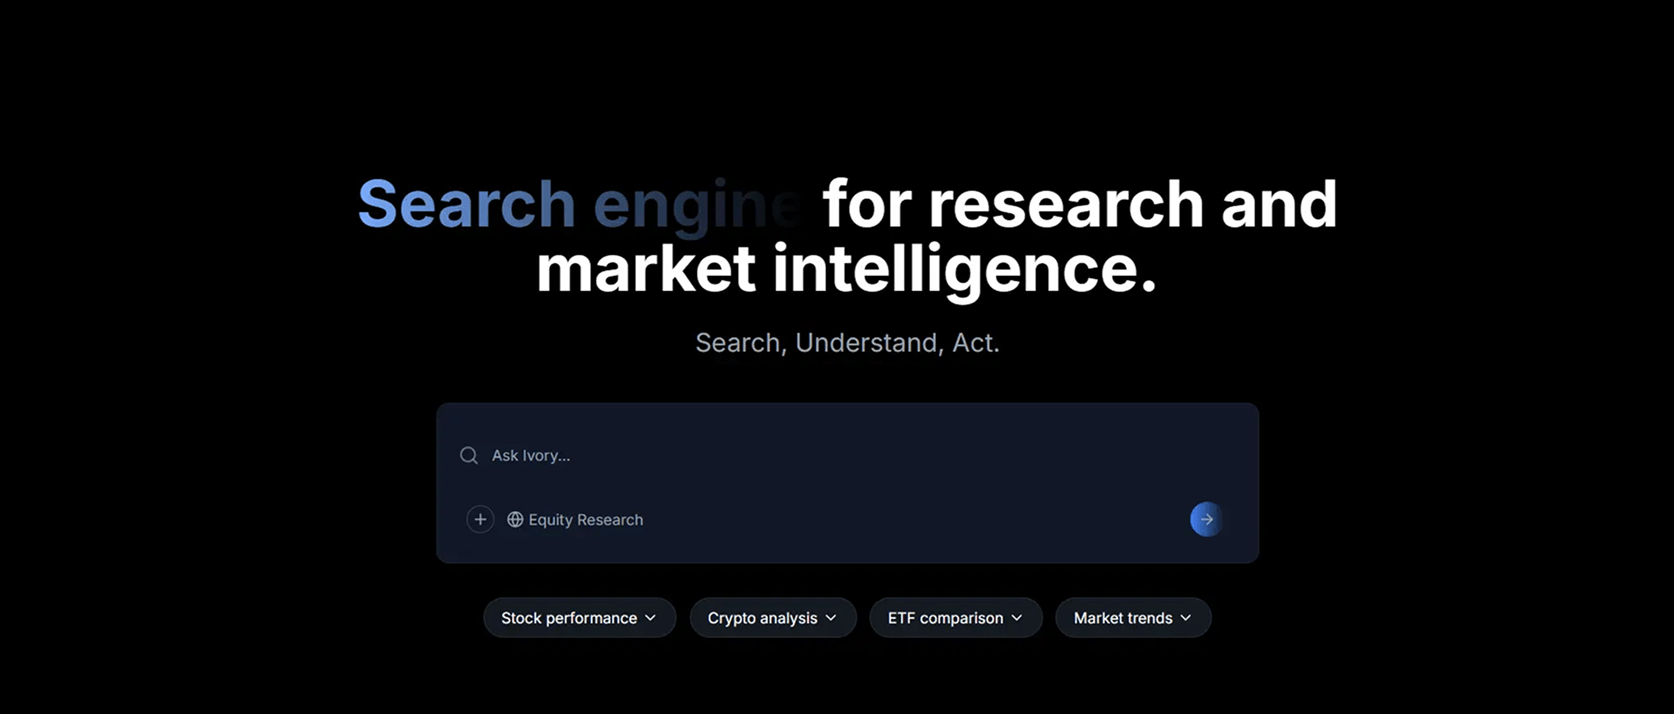 Search engine for research and
market intelligence.
Search, Understand, Act.
Ask Ivory...
Equity Research
Stock performance
Crypto analysis
ETF comparison
Market trends